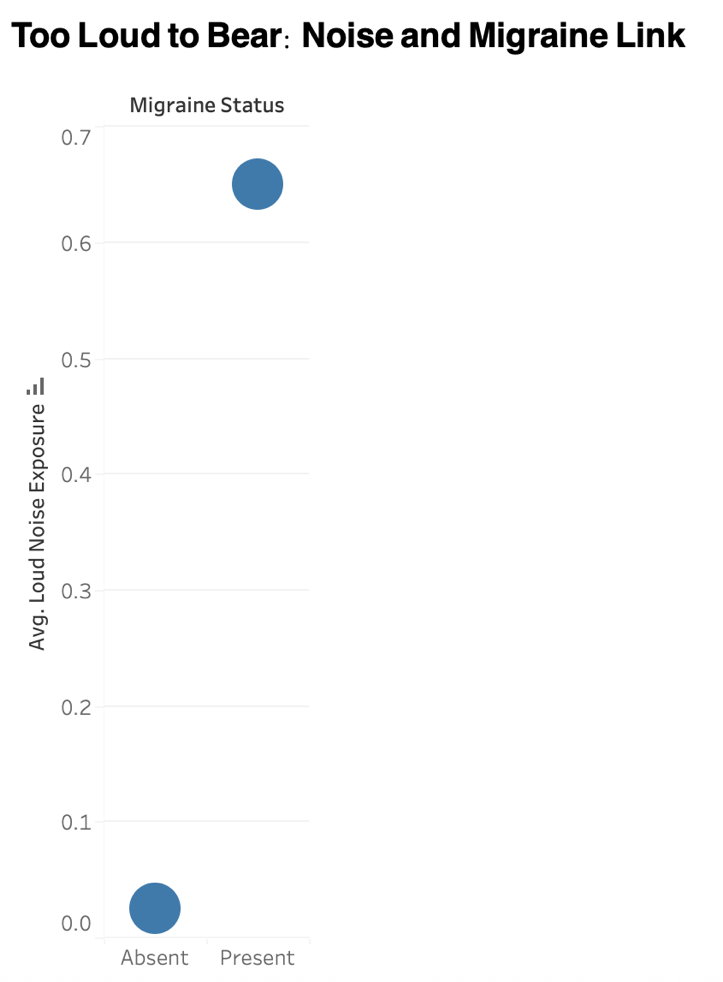 Too Loud to Bear: Noise and Migraine Link
Migraine Status
0.7
0.6
0.5
0.4
0.3
0.2
0.1
0.0
Avg. Loud Noise Exposure
Absent
Present